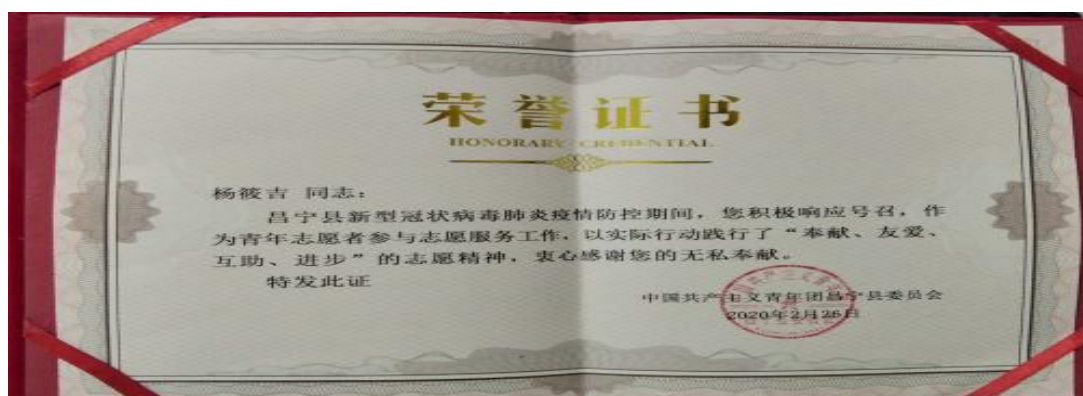 荣誉证书
HONORARY CREDENTIAL
杨筱吉 同志：
昌宁县新型冠状病毒肺炎疫情防控期间，您积极响应号召，作
为青年志愿者参与志愿服务工作，以实际行动践行了“奉献、友爱、
互助、进步”的志愿精神，衷心感谢您的无私奉献。
特发此证
中国共产主义青年团昌宁县委员会
2020年2月26日